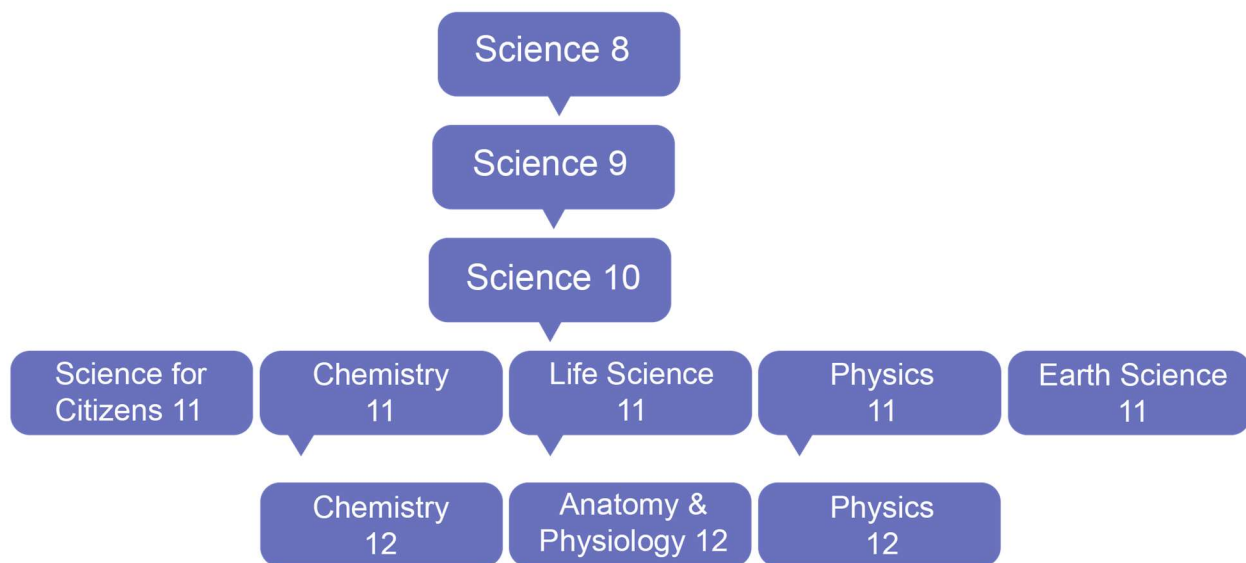 Science 8
Science 9
Science 10
Science for
Citizens 11
Chemistry
11
Life Science
11
Physics
11
Earth Science
11
Chemistry
12
Anatomy &
Physiology 12
Physics
12